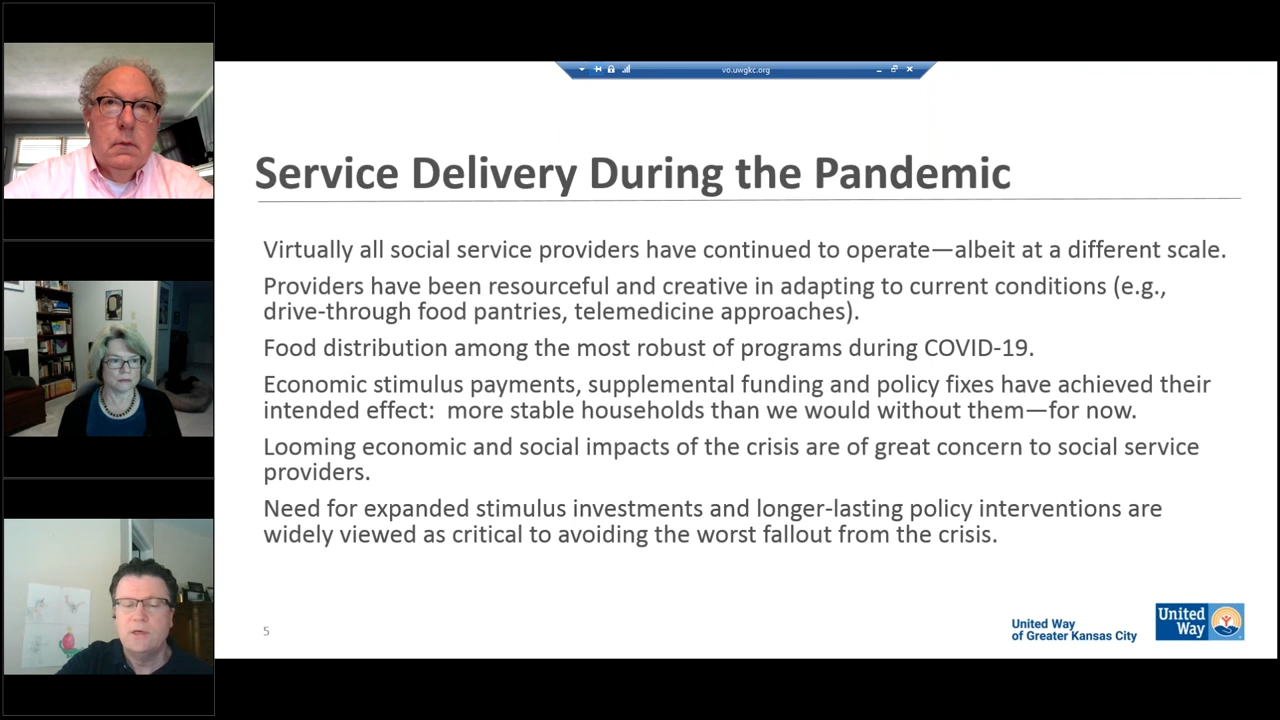 vo.uwgkc.org
Service Delivery During the Pandemic
Virtually all social service providers have continued to operate—albeit at a different scale.
Providers have been resourceful and creative in adapting to current conditions (e.g.,
drive-through food pantries, telemedicine approaches).
Food distribution among the most robust of programs during COVID-19.
Economic stimulus payments, supplemental funding and policy fixes have achieved their
intended effect:  more stable households than we would without them—for now.
Looming economic and social impacts of the crisis are of great concern to social service
providers.
Need for expanded stimulus investments and longer-lasting policy interventions are
widely viewed as critical to avoiding the worst fallout from the crisis.
5
United Way
of Greater Kansas City
United
Way